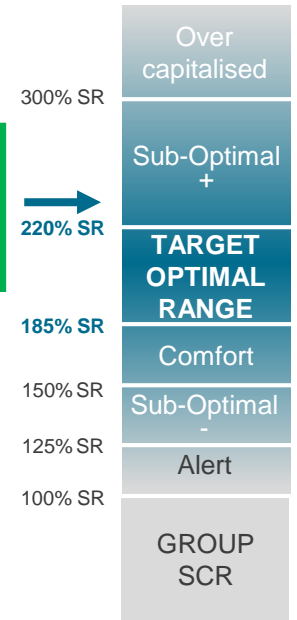 Over
capitalised
300% SR
Sub-Optimal
+
220% SR
TARGET
OPTIMAL
RANGE
185% SR
Comfort
150% SR
Sub-Optimal
-
125% SR
Alert
100% SR
GROUP
SCR